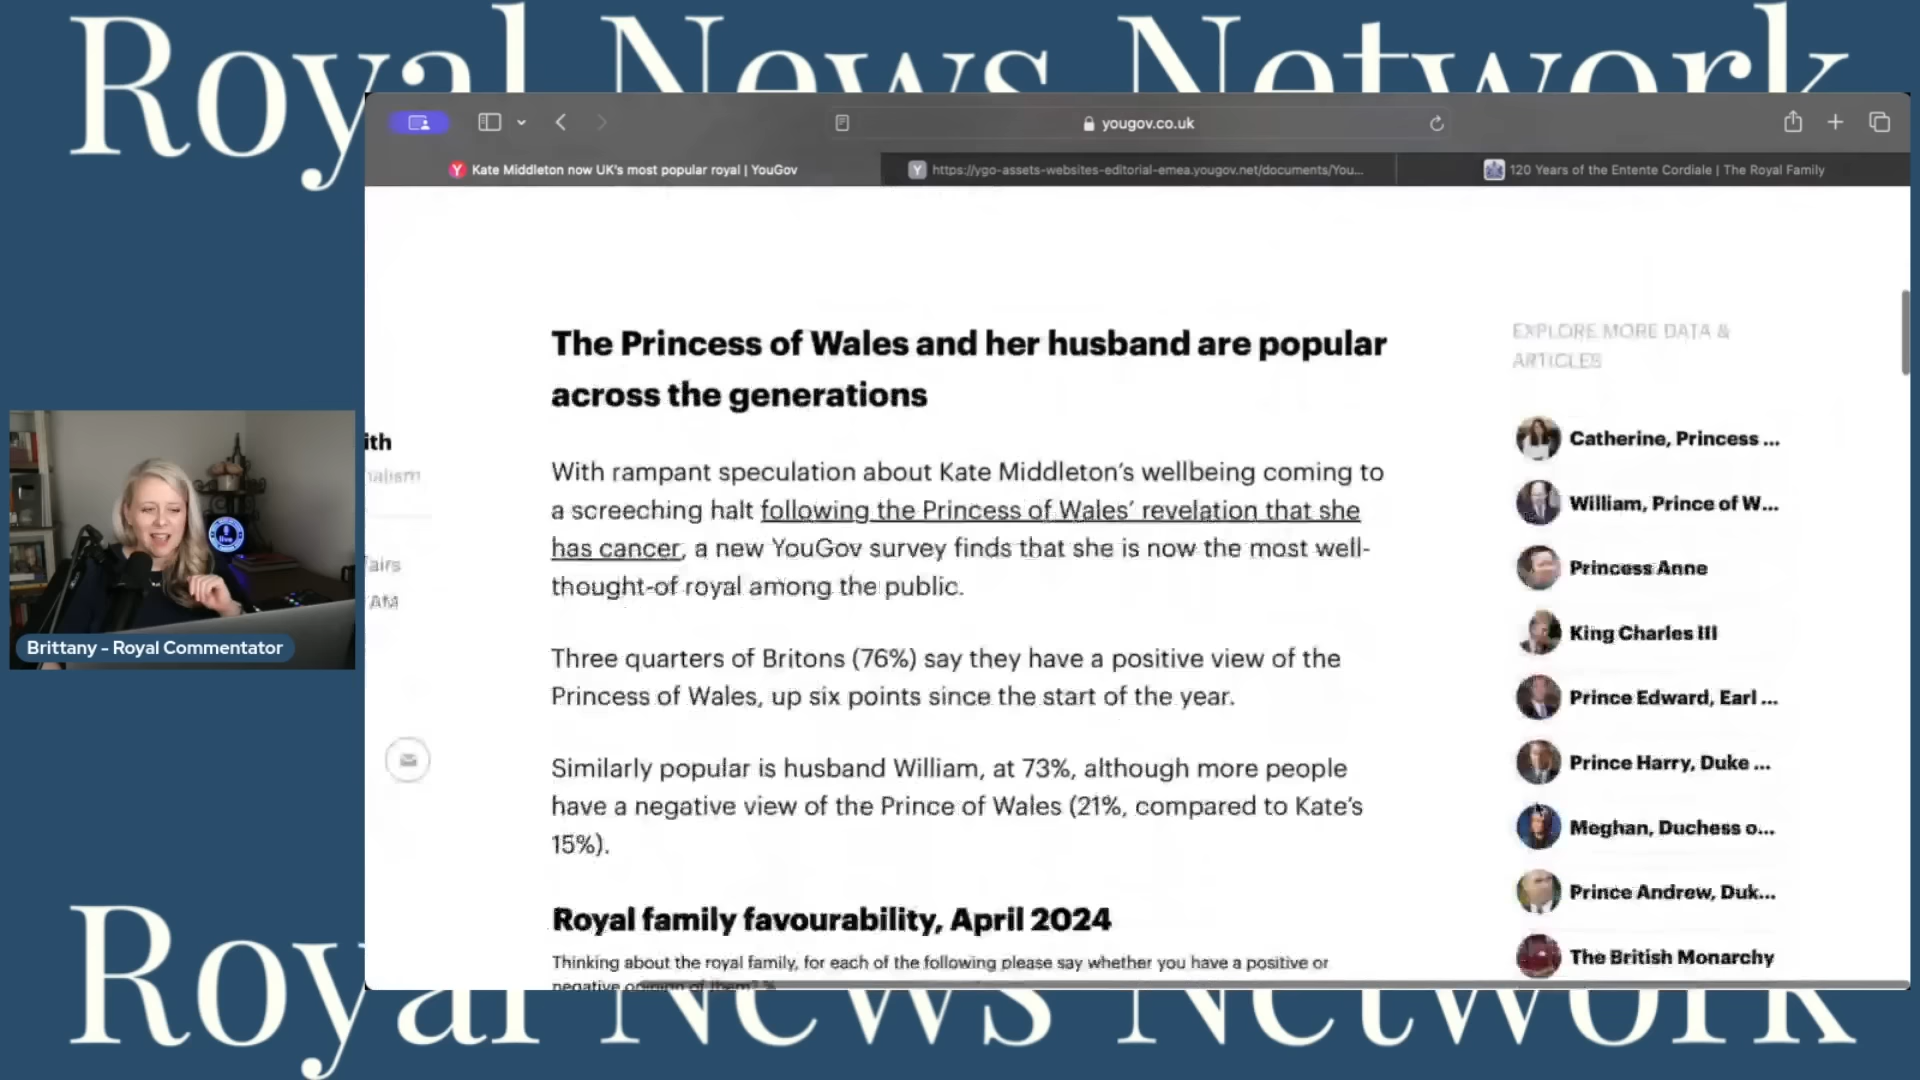 Royal News Network
yougov.co.uk
Kate Middleton now UK's most popular royal | YouGov
https://ygo-assets-websites-editorial-emea.yougov.net/documents/You...
120 Years of the Entente Cordiale | The Royal Family
The Princess of Wales and her husband are popular
across the generations
EXPLORE MORE DATA &
ARTICLES
ith
nalism
airs
AM
With rampant speculation about Kate Middleton's wellbeing coming to
a screeching halt following the Princess of Wales' revelation that she
has cancer, a new YouGov survey finds that she is now the most well-
thought-of royal among the public.
Three quarters of Britons (76%) say they have a positive view of the
Princess of Wales, up six points since the start of the year.
Similarly popular is husband William, at 73%, although more people
have a negative view of the Prince of Wales (21%, compared to Kate's
15%).
Royal family favourability, April 2024
Thinking about the royal family, for each of the following please say whether you have a positive or
negative opinion of them? %
Catherine, Princess ...
William, Prince of W...
Princess Anne
King Charles III
Prince Edward, Earl ...
Prince Harry, Duke ...
Meghan, Duchess o...
Prince Andrew, Duk...
The British Monarchy
live
Brittany - Royal Commentator
Royal News Network